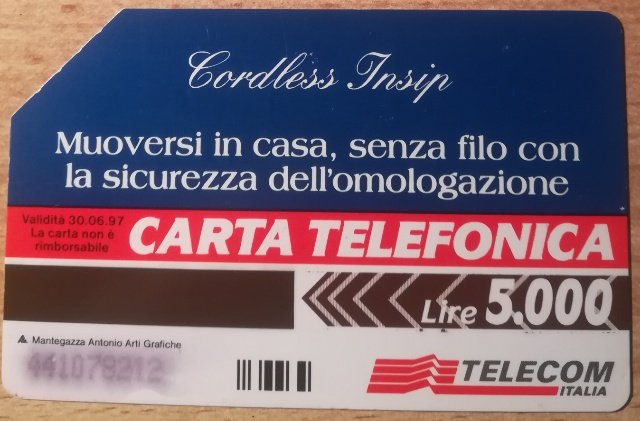 Cordless Insip
Muoversi in casa, senza filo con
la sicurezza dell'omologazione
Validità 30.06.97
La carta non è
rimborsabile
CARTA TELEFONICA
Lire 5.000
Mantegazza Antonio Arti Grafiche
441079212
TELECOM
ITALIA